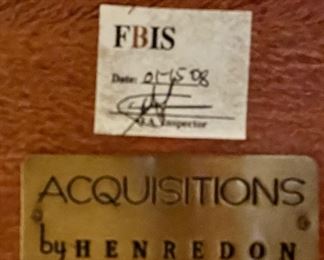 FBIS
Date: 01-15-08
Q.A. Inspector
ACQUISITIONS
by HENREDON